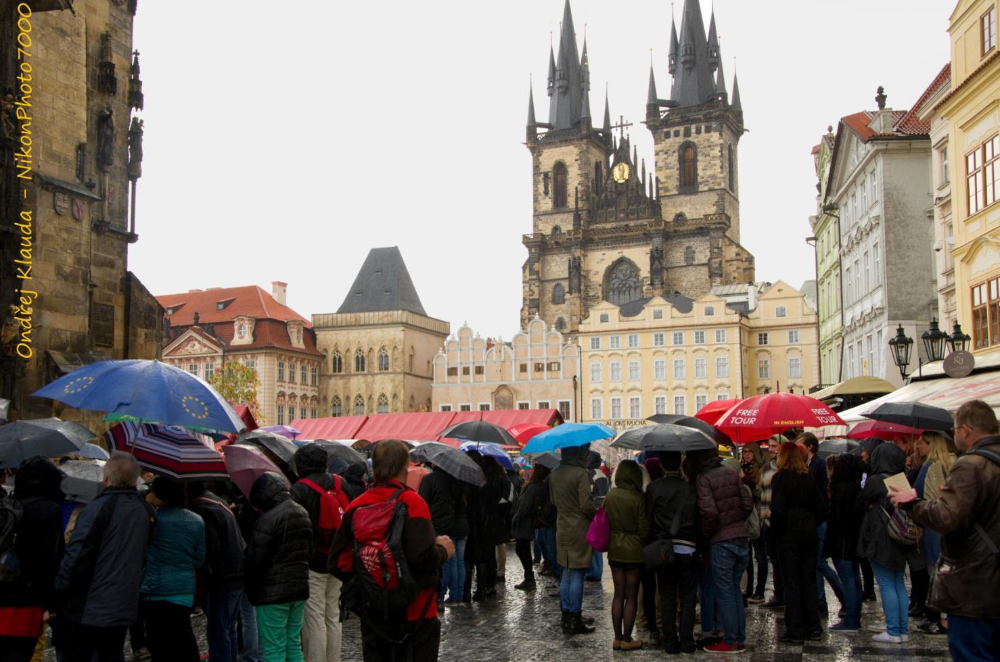 Ondřej Klauda - NikonPhoto7000
FREE
TOUR
IN ENGLISH
FREE
TOUR
ALFONS MUCHA